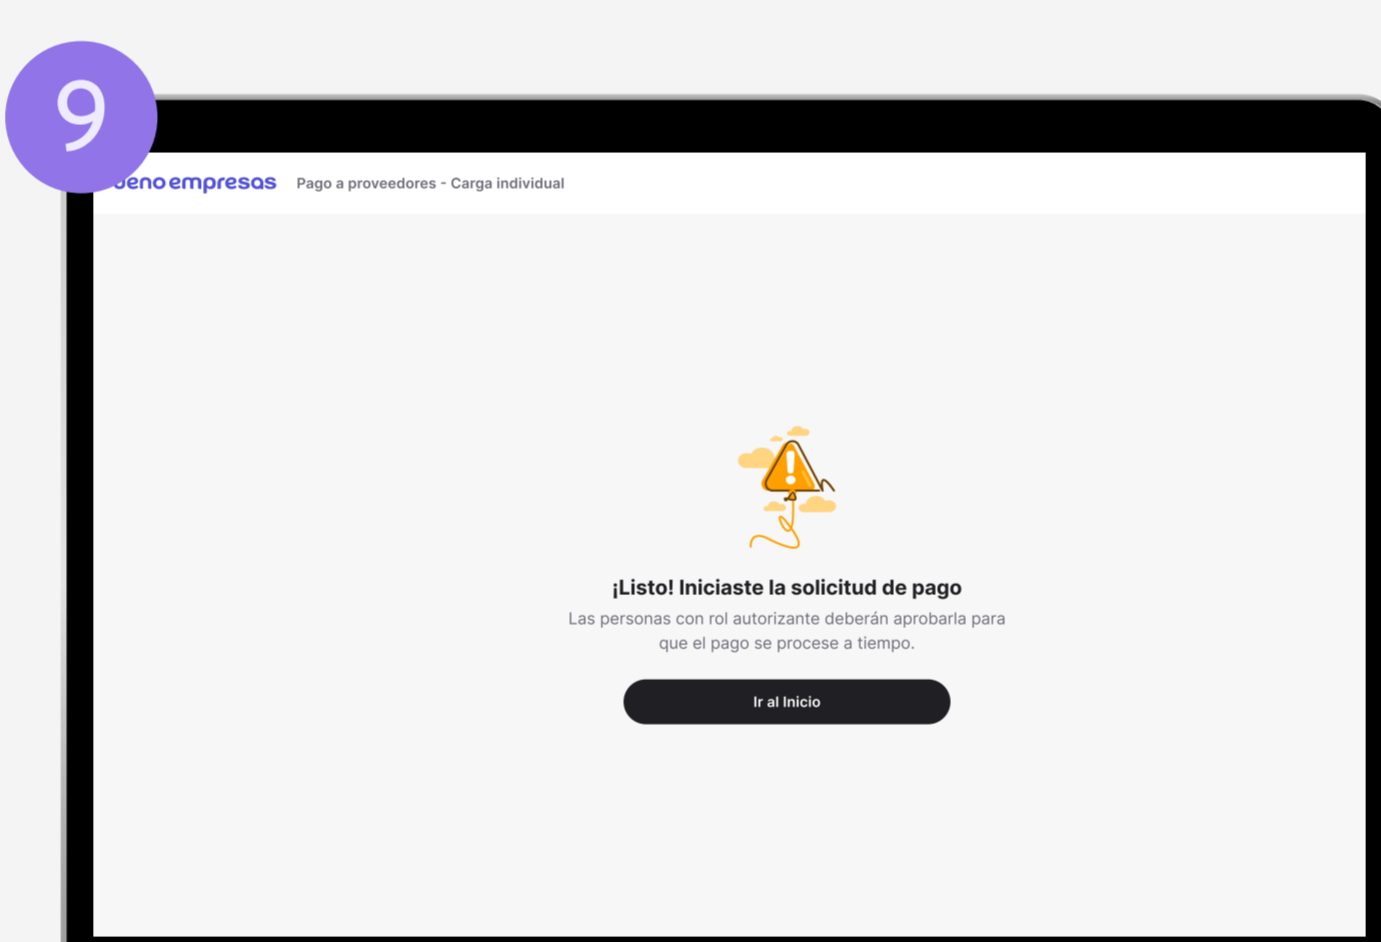 9
empresas Pago a proveedores - Carga individual
¡Listo! Iniciaste la solicitud de pago
Las personas con rol autorizante deberán aprobarla para
que el pago se procese a tiempo.
Ir al Inicio